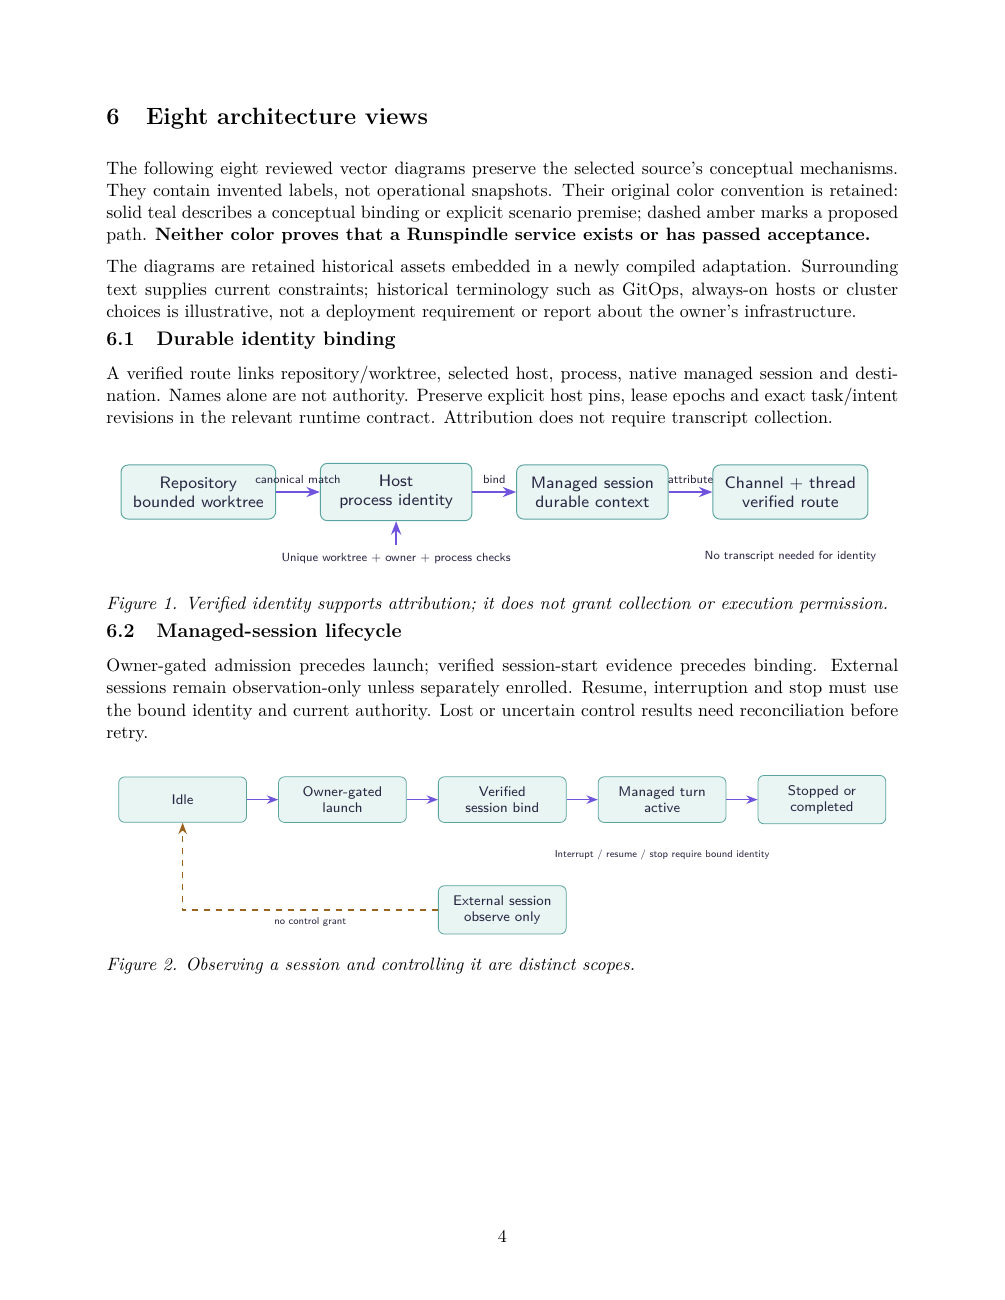 6 Eight architecture views
The following eight reviewed vector diagrams preserve the selected source's conceptual mechanisms.
They contain invented labels, not operational snapshots. Their original color convention is retained:
solid teal describes a conceptual binding or explicit scenario premise; dashed amber marks a proposed
path. Neither color proves that a Runspindle service exists or has passed acceptance.
The diagrams are retained historical assets embedded in a newly compiled adaptation. Surrounding
text supplies current constraints; historical terminology such as GitOps, always-on hosts or cluster
choices is illustrative, not a deployment requirement or report about the owner's infrastructure.
6.1 Durable identity binding
A verified route links repository/worktree, selected host, process, native managed session and desti-
nation. Names alone are not authority. Preserve explicit host pins, lease epochs and exact task/intent
revisions in the relevant runtime contract. Attribution does not require transcript collection.
Repository
bounded worktree
canonical match
Host
process identity
bind
Managed session
durable context
attribute
Channel + thread
verified route
Unique worktree + owner + process checks
No transcript needed for identity
Figure 1. Verified identity supports attribution; it does not grant collection or execution permission.
6.2 Managed-session lifecycle
Owner-gated admission precedes launch; verified session-start evidence precedes binding. External
sessions remain observation-only unless separately enrolled. Resume, interruption and stop must use
the bound identity and current authority. Lost or uncertain control results need reconciliation before
retry.
Idle
Owner-gated
launch
Verified
session bind
Managed turn
active
Stopped or
completed
Interrupt / resume / stop require bound identity
External session
observe only
no control grant
Figure 2. Observing a session and controlling it are distinct scopes.
4